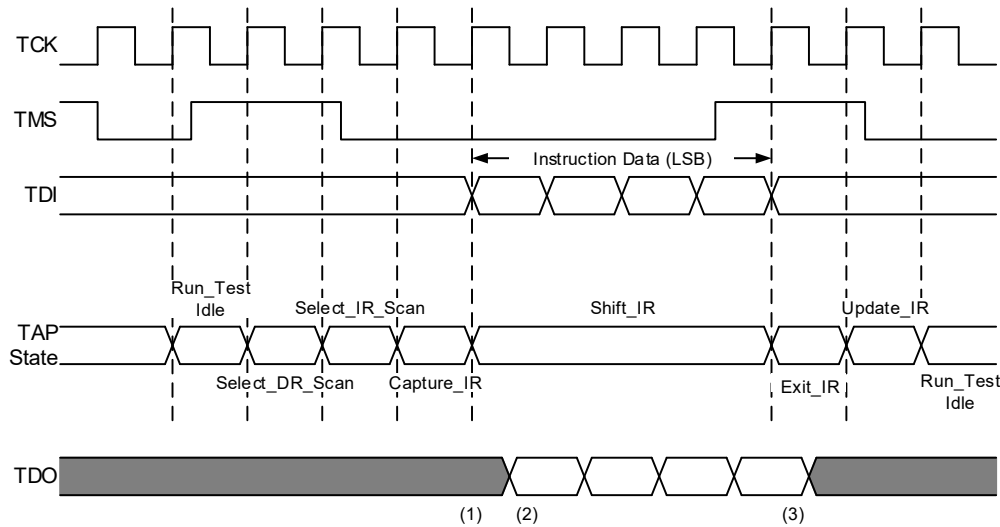 TCK
TMS
Instruction Data (LSB)
TDI
Run_Test
Idle
Select_IR_Scan
Shift_IR
Update_IR
TAP
State
Select_DR_Scan
Capture_IR
Exit_IR
Run_Test
Idle
TDO
(1)
(2)
(3)